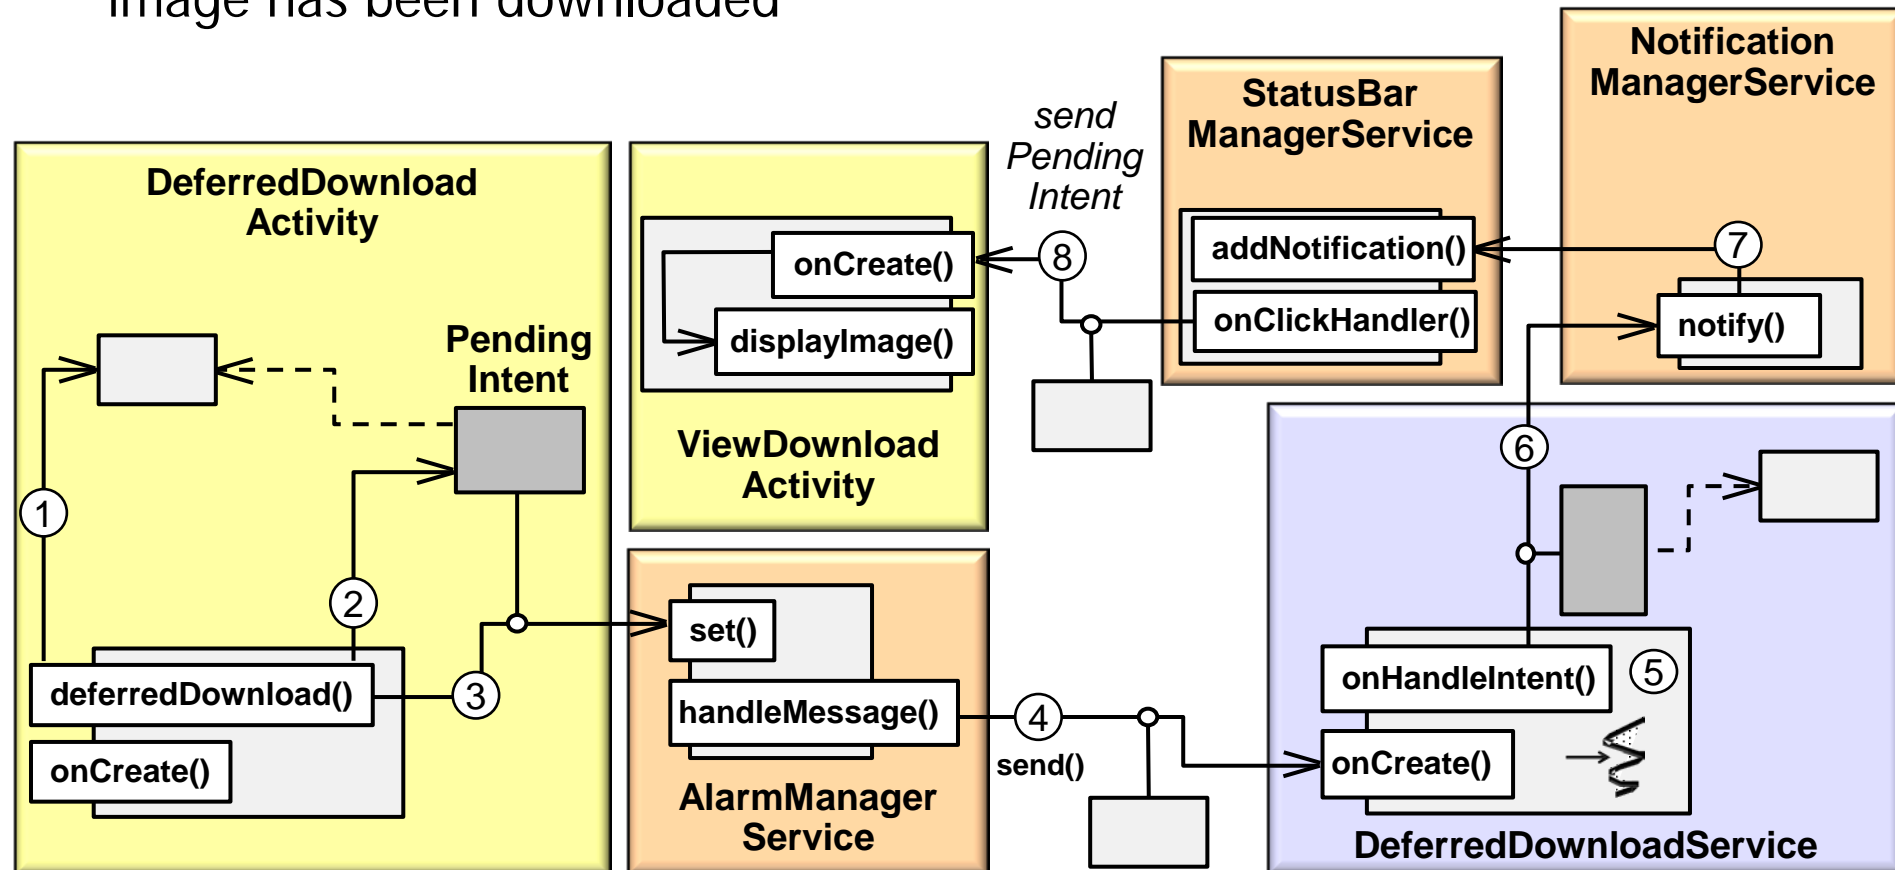 image has been downloaded
Notification
ManagerService
StatusBar
ManagerService
send
Pending
Intent
DeferredDownload
Activity
addNotification()
7
8
onCreate()
onClickHandler()
notify()
displayImage()
Pending
Intent
ViewDownload
Activity
6
1
2
set()
onHandleIntent()
5
deferredDownload()
3
handleMessage()
4
send()
onCreate()
onCreate()
AlarmManager
Service
DeferredDownloadService